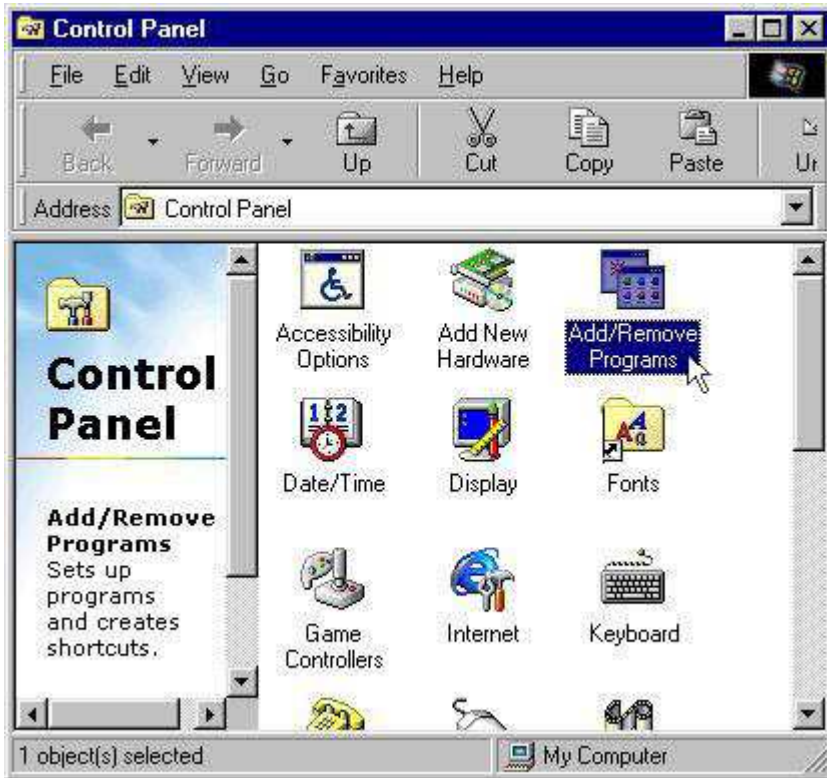 Control Panel
File Edit View Go Favorites Help
Back Forward Up Cut Copy Paste
Address Control Panel
Control
Panel
Add/Remove
Programs
Sets up
programs
and creates
shortcuts.
Accessibility
Options
Add New
Hardware
Add/Remove
Programs
Date/Time
Display
Fonts
Game
Controllers
Internet
Keyboard
1 object(s) selected
My Computer